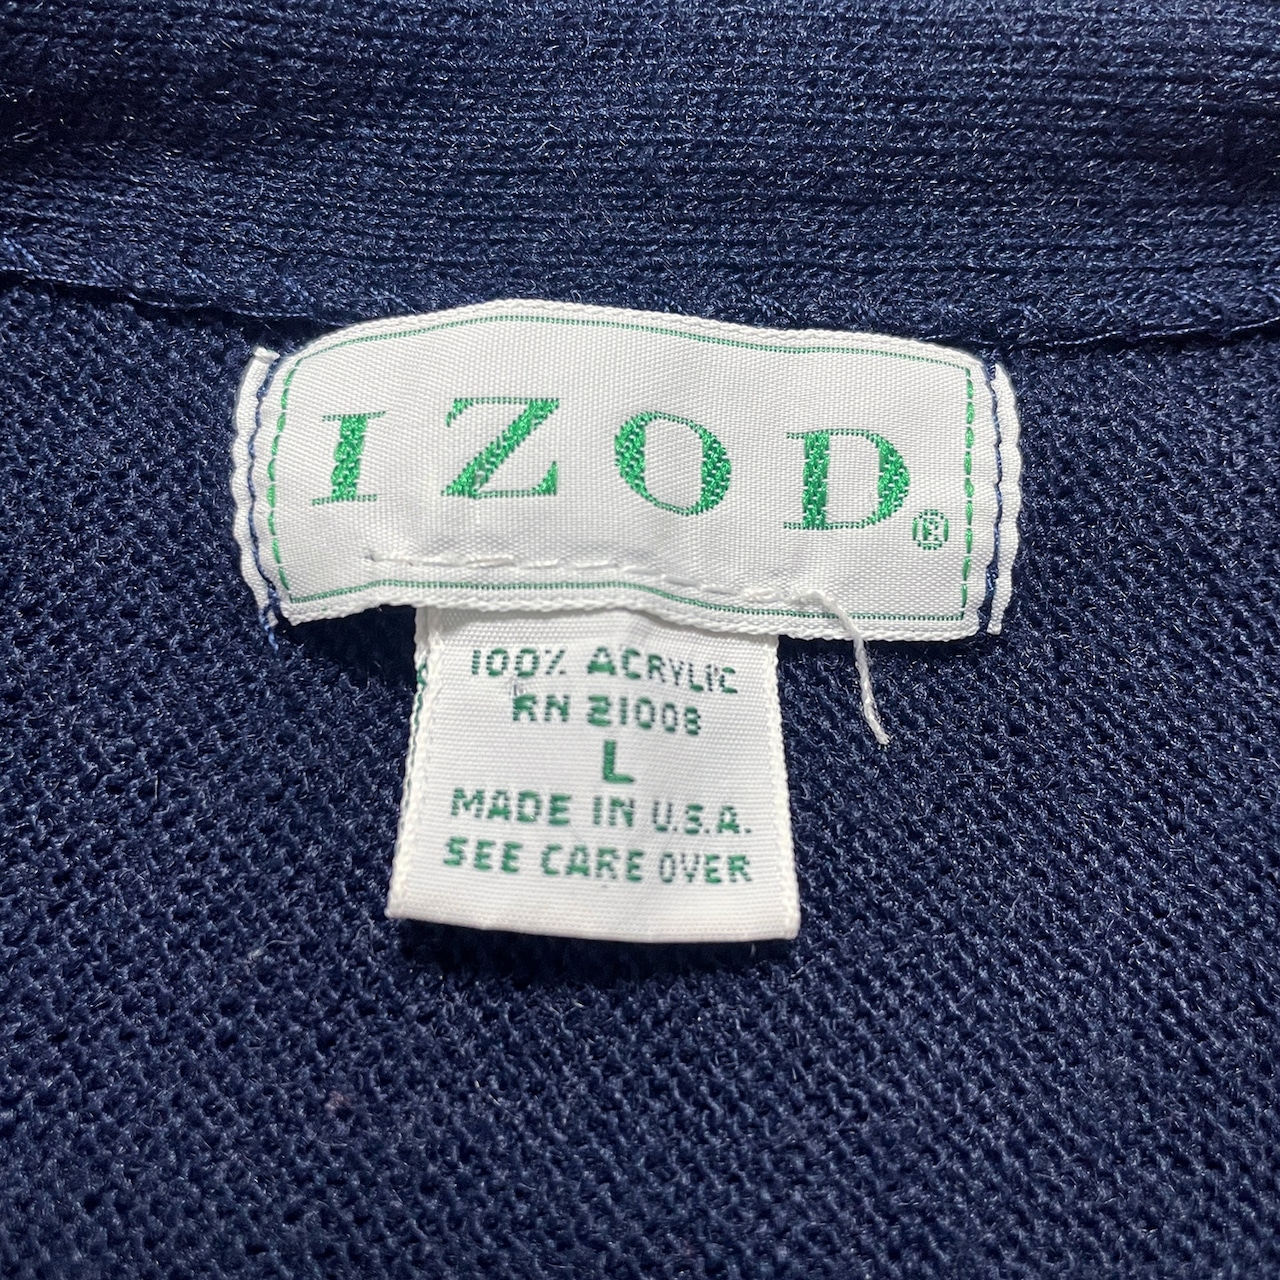 IZOD®
100% ACRYLIC
RN 21008
L
MADE IN U.S.A.
SEE CARE OVER